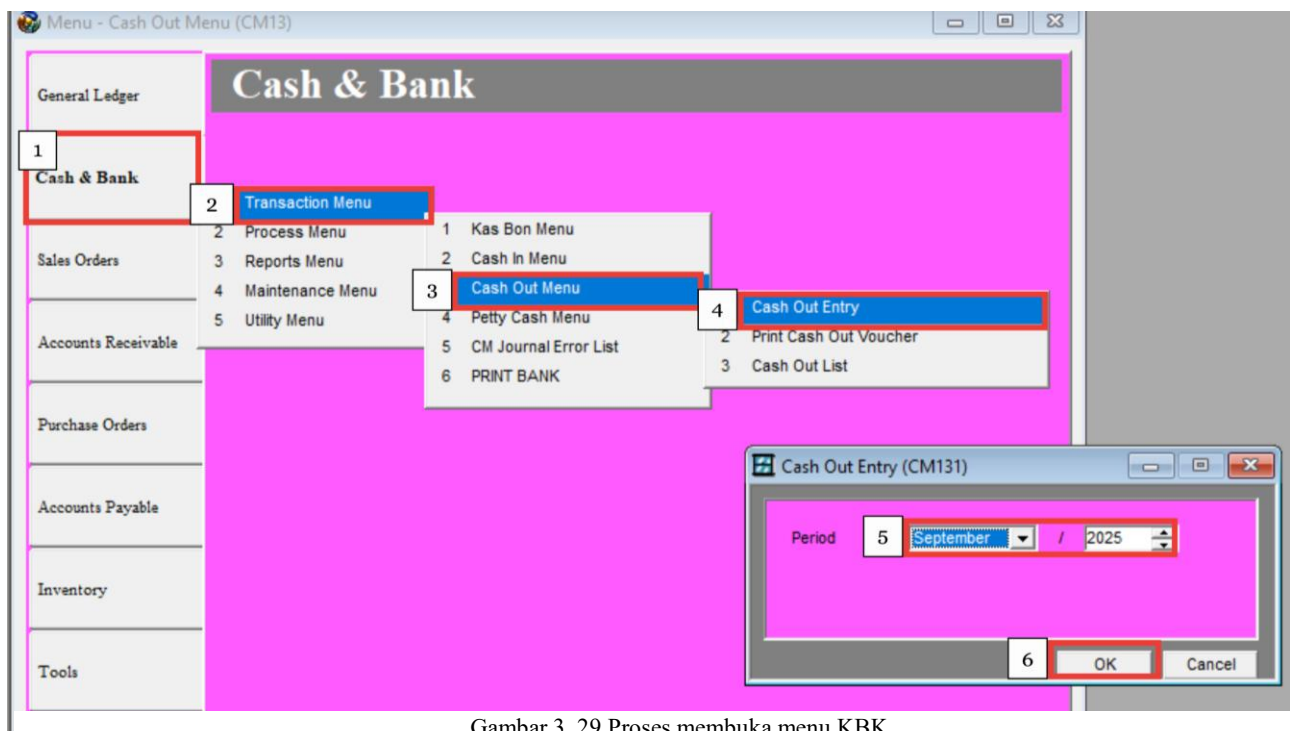 Menu - Cash Out Menu (CM13)
Cash & Bank
General Ledger
1
Cash & Bank
Sales Orders
Accounts Receivable
Purchase Orders
Accounts Payable
Inventory
Tools
2 Transaction Menu
2 Process Menu
3 Reports Menu
4 Maintenance Menu
5 Utility Menu
1 Kas Bon Menu
2 Cash In Menu
3 Cash Out Menu
4 Petty Cash Menu
5 CM Journal Error List
6 PRINT BANK
4 Cash Out Entry
2 Print Cash Out Voucher
3 Cash Out List
Cash Out Entry (CM131)
Period 5 September / 2025
6 OK Cancel
Gambar 3. 29 Proses membuka menu KBK